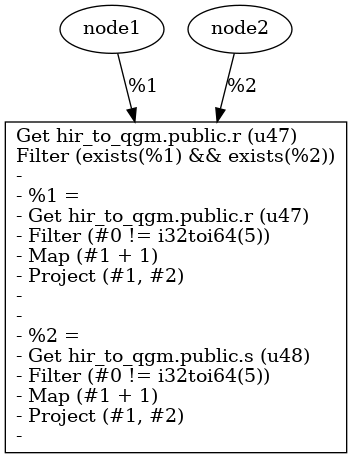 node1 node2
%1 %2
Get hir_to_qgm.public.r (u47)
Filter (exists(%1) && exists(%2))
-
- %1 =
- Get hir_to_qgm.public.r (u47)
- Filter (#0 != i32toi64(5))
- Map (#1 + 1)
- Project (#1, #2)
-
-
- %2 =
- Get hir_to_qgm.public.s (u48)
- Filter (#0 != i32toi64(5))
- Map (#1 + 1)
- Project (#1, #2)
-